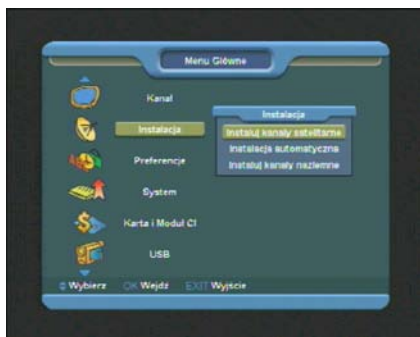 Menu Główne
Kanał
Instalacja
Preferencje
System
Karta i Moduł CI
USB
Instalacja
Instaluj kanały satelitarne
Instalacja automatyczna
Instaluj kanały naziemne
Wybierz OK Wejdź EXIT Wyjście